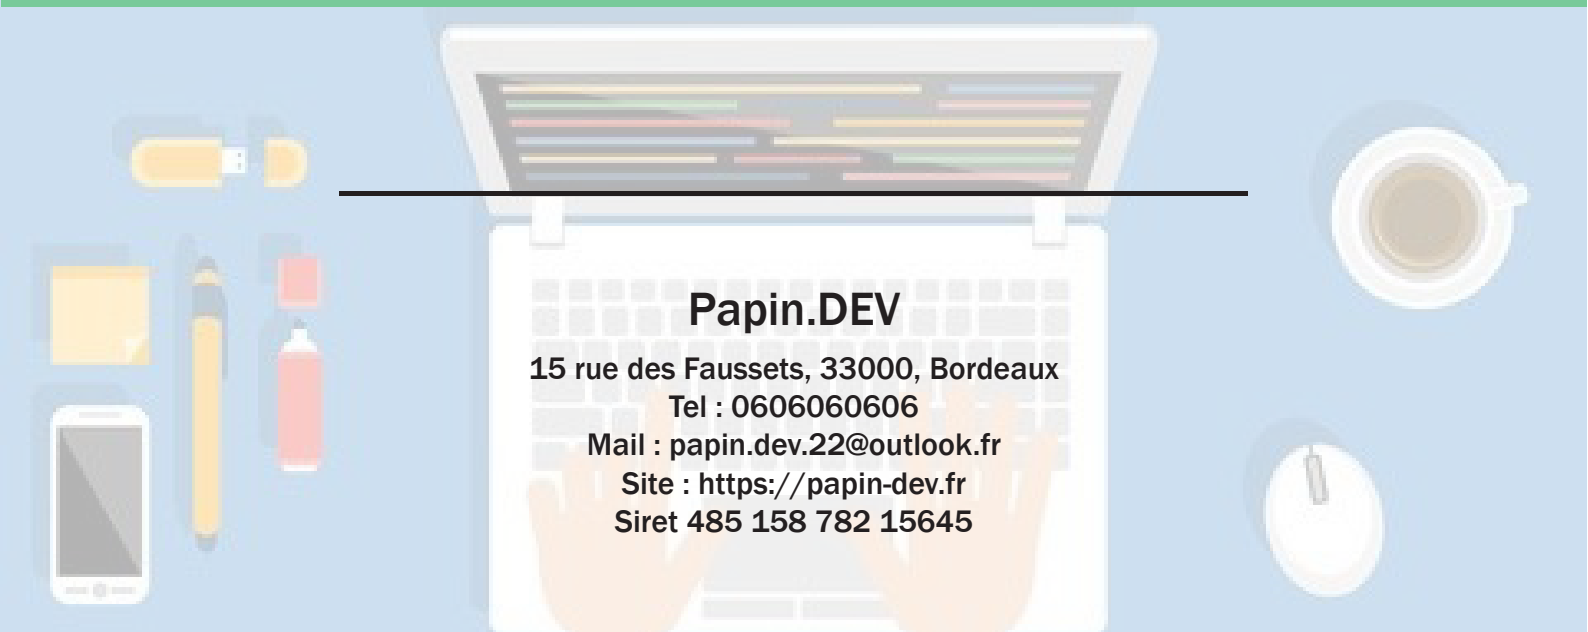 Papin.DEV
15 rue des Faussets, 33000, Bordeaux
Tel : 0606060606
Mail : papin.dev.22@outlook.fr
Site : https://papin-dev.fr
Siret 485 158 782 15645